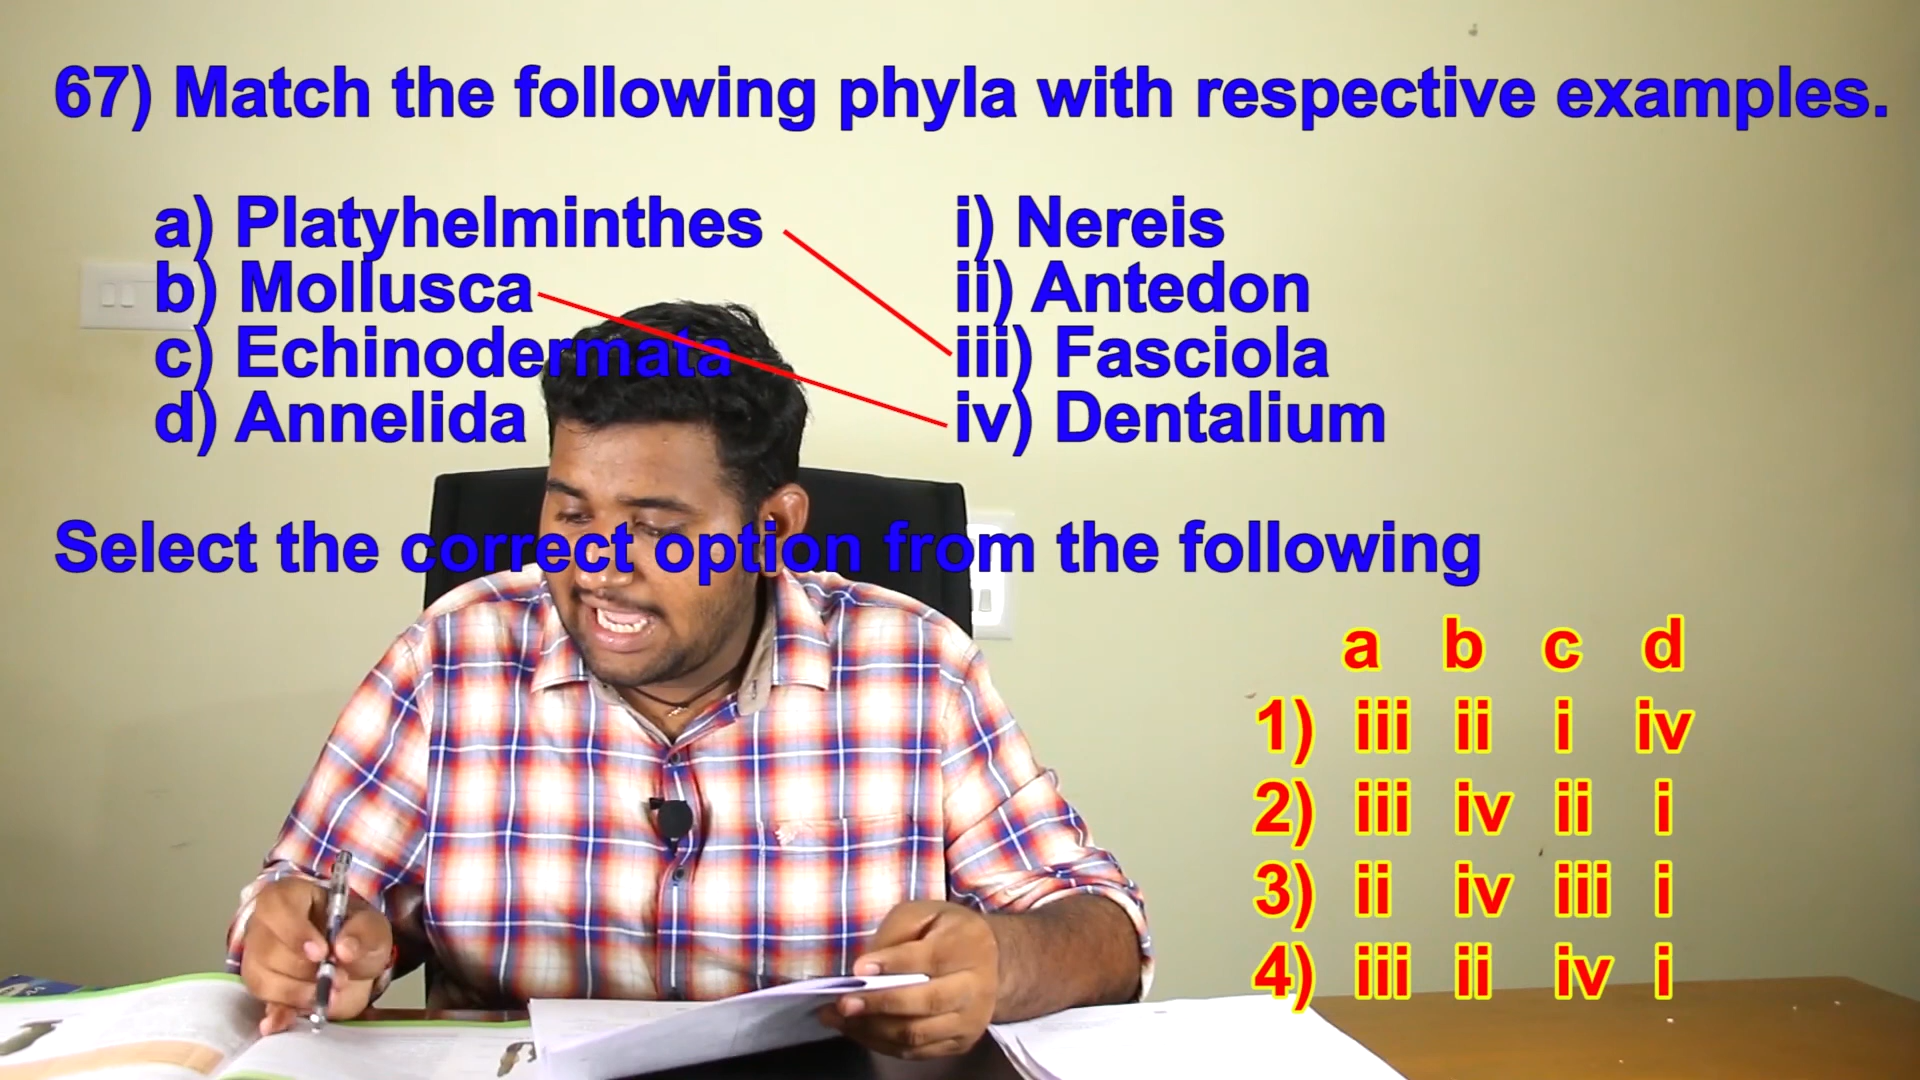 67) Match the following phyla with respective examples.
a) Platyhelminthes i) Nereis
b) Mollusca ii) Antedon
c) Echinodermata iii) Fasciola
d) Annelida iv) Dentalium
Select the correct option from the following
a b c d
1) iii ii i iv
2) iii iv ii i
3) ii iv iii i
4) iii ii iv i